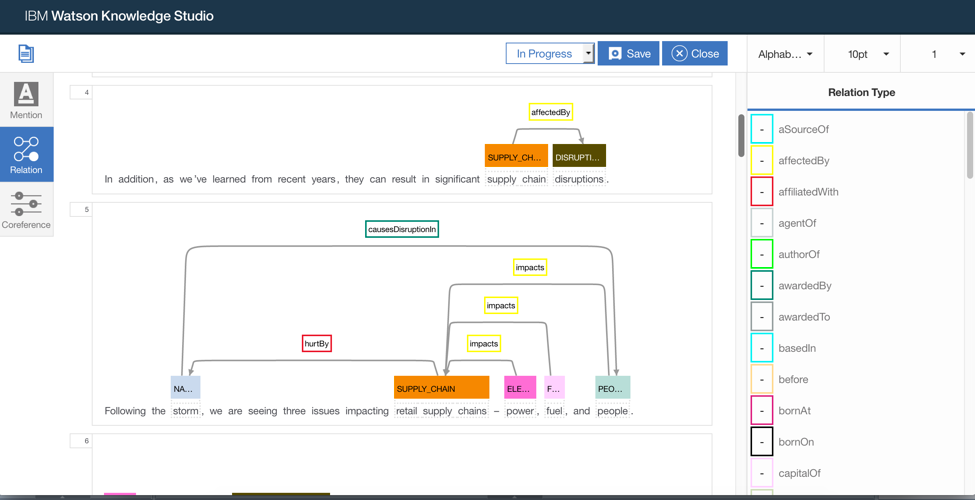 IBM Watson Knowledge Studio
In Progress
Save
Close
Alphab...
10pt
1
Mention
Relation
Coreference
4
affectedBy
SUPPLY_CH...
DISRUPTI...
In addition, as we've learned from recent years, they can result in significant supply chain disruptions.
5
causesDisruptionIn
impacts
impacts
hurtBy
impacts
NA...
SUPPLY_CHAIN
ELE...
F...
PEO...
Following the storm, we are seeing three issues impacting retail supply chains – power, fuel, and people.
6
Relation Type
- aSourceOf
- affectedBy
- affiliatedWith
- agentOf
- authorOf
- awardedBy
- awardedTo
- basedIn
- before
- bornAt
- bornOn
- capitalOf